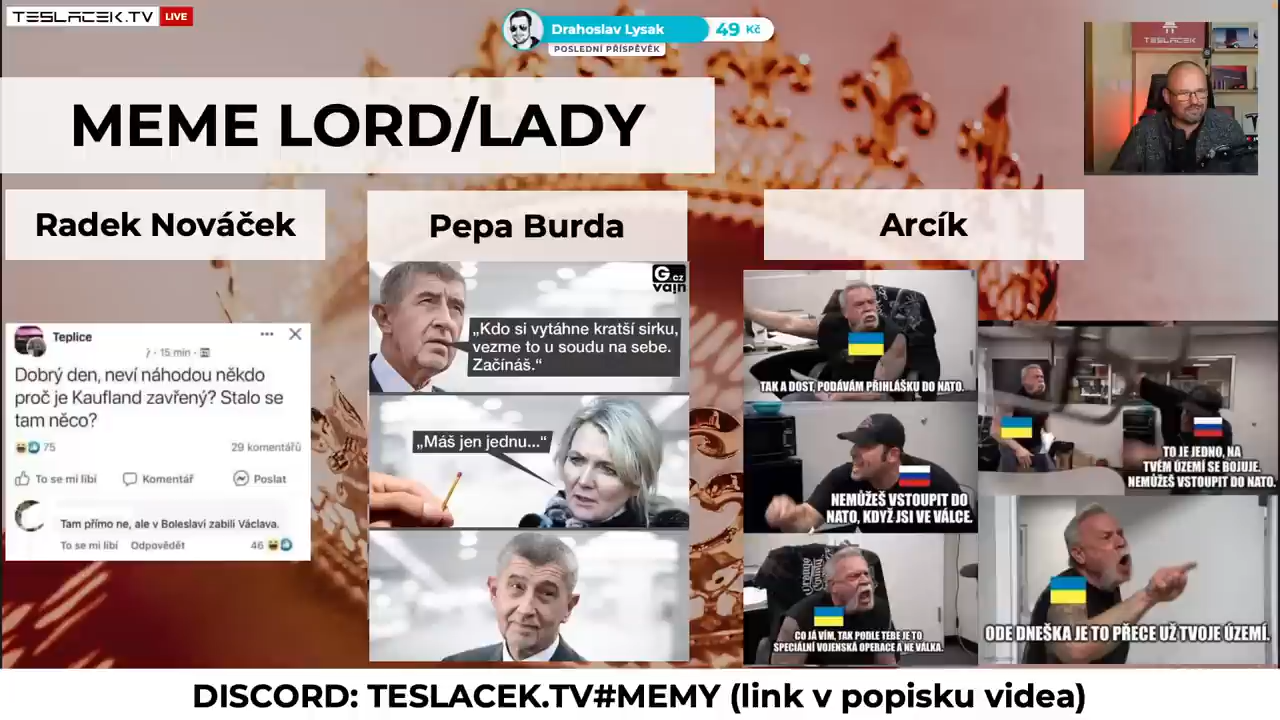 TESLACEK.TV LIVE
Drahoslav Lysak 49 Kč
POSLEDNÍ PŘÍSPĚVEK
TESLACEK
MEME LORD/LADY
Radek Nováček
Pepa Burda
Arcík
Teplice
15 min
Dobrý den, neví náhodou někdo
proč je Kaufland zavřený? Stalo se
tam něco?
75
29 komentářů
To se mi líbí
Komentář
Poslat
Tam přímo ne, ale v Boleslavi zabili Václava.
To se mi líbí Odpovědět 46
G.cz
vajn
„Kdo si vytáhne kratší sirku,
vezme to u soudu na sebe.
Začínáš.“
„Máš jen jednu...“
TAK A DOST, PODÁVÁM PŘIHLÁŠKU DO NATO.
NEMŮŽEŠ VSTOUPIT DO
NATO, KDYŽ JSI VE VÁLCE.
CO JÁ VÍM, TAK PODLE TEBE JE TO
SPECIÁLNÍ VOJENSKÁ OPERACE A NE VÁLKA.
TO JE JEDNO, NA
TVÉM ÚZEMÍ SE BOJUJE.
NEMŮŽEŠ VSTOUPIT DO NATO.
ODE DNEŠKA JE TO PŘECE UŽ TVOJE ÚZEMÍ.
DISCORD: TESLACEK.TV#MEMY (link v popisku videa)